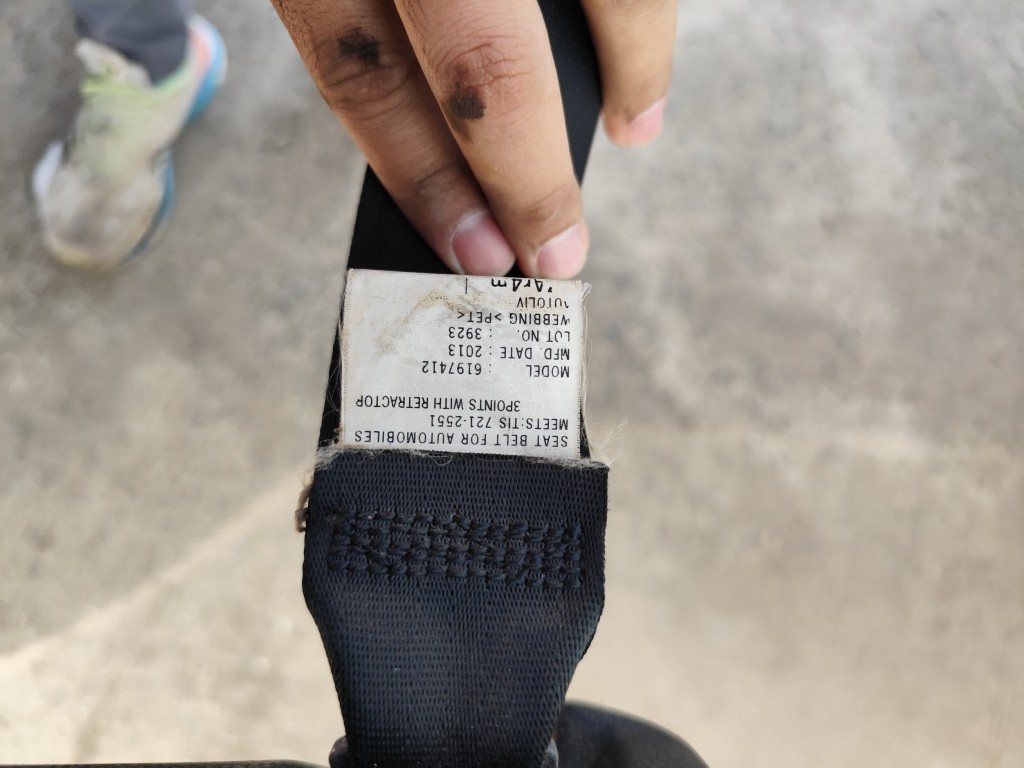 SEAT BELT FOR AUTOMOBILES
MEETS:TIS 721-2551
3POINTS WITH RETRACTOR
MODEL : 6197412
MFD. DATE : 2013
LOT NO. : 3923
WEBBING >PET<
AUTOLIV